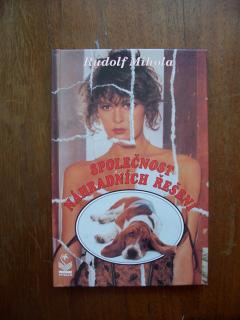 Rudolf Mihola
SPOLEČNOST
NÁHRADNÍCH ŘEŠENÍ